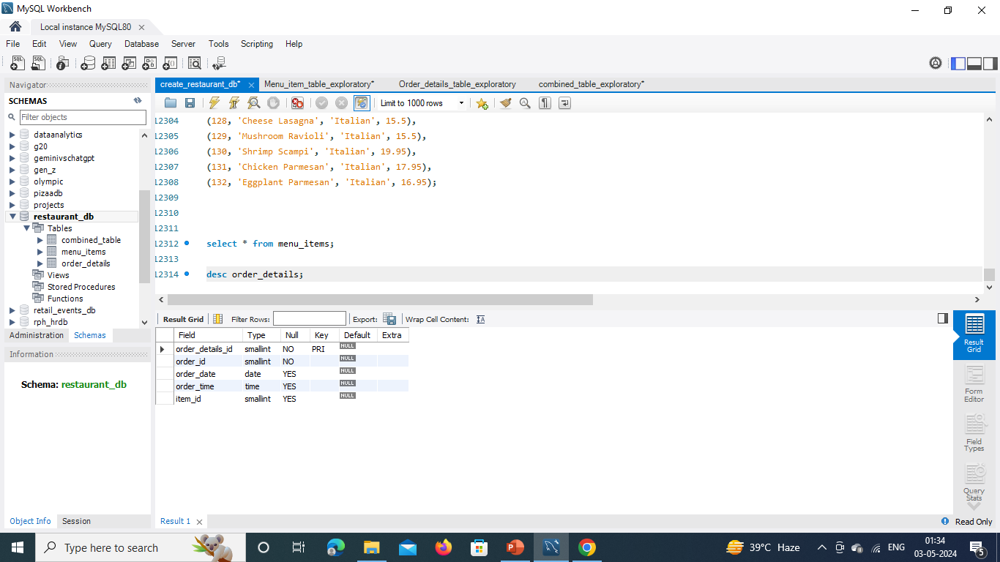 MySQL Workbench
Local instance MySQL80
File Edit View Query Database Server Tools Scripting Help
Navigator
SCHEMAS
Filter objects
dataanalytics
g20
geminivschatgpt
gen_z
olympic
pizaadb
projects
restaurant_db
Tables
combined_table
menu_items
order_details
Views
Stored Procedures
Functions
retail_events_db
rph_hrdb
Administration Schemas
Information
Schema: restaurant_db
Object Info Session
create_restaurant_db* Menu_item_table_exploratory* Order_details_table_exploratory combined_table_exploratory*
Limit to 1000 rows
12304 (128, 'Cheese Lasagna', 'Italian', 15.5),
12305 (129, 'Mushroom Ravioli', 'Italian', 15.5),
12306 (130, 'Shrimp Scampi', 'Italian', 19.95),
12307 (131, 'Chicken Parmesan', 'Italian', 17.95),
12308 (132, 'Eggplant Parmesan', 'Italian', 16.95);
12309
12310
12311
12312 select * from menu_items;
12313
12314 desc order_details;
Result Grid Filter Rows: Export: Wrap Cell Content:
Field Type Null Key Default Extra
order_details_id smallint NO PRI NULL
order_id smallint NO NULL
order_date date YES NULL
order_time time YES NULL
item_id smallint YES NULL
Result Grid
Form Editor
Field Types
Query Stats
Result 1
Read Only
Type here to search
39°C Haze
ENG
01:34
03-05-2024
5